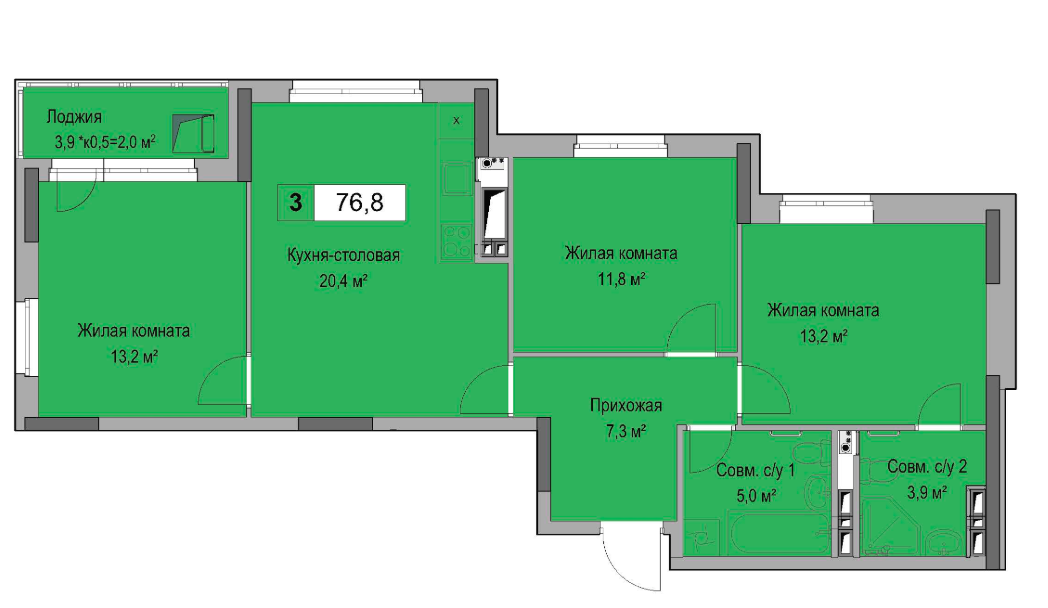 Лоджия
3,9 *к0,5=2,0 м²
x
3 76,8
Кухня-столовая
20,4 м²
Жилая комната
11,8 м²
Жилая комната
13,2 м²
Жилая комната
13,2 м²
Прихожая
7,3 м²
Совм. с/у 1
5,0 м²
Совм. с/у 2
3,9 м²